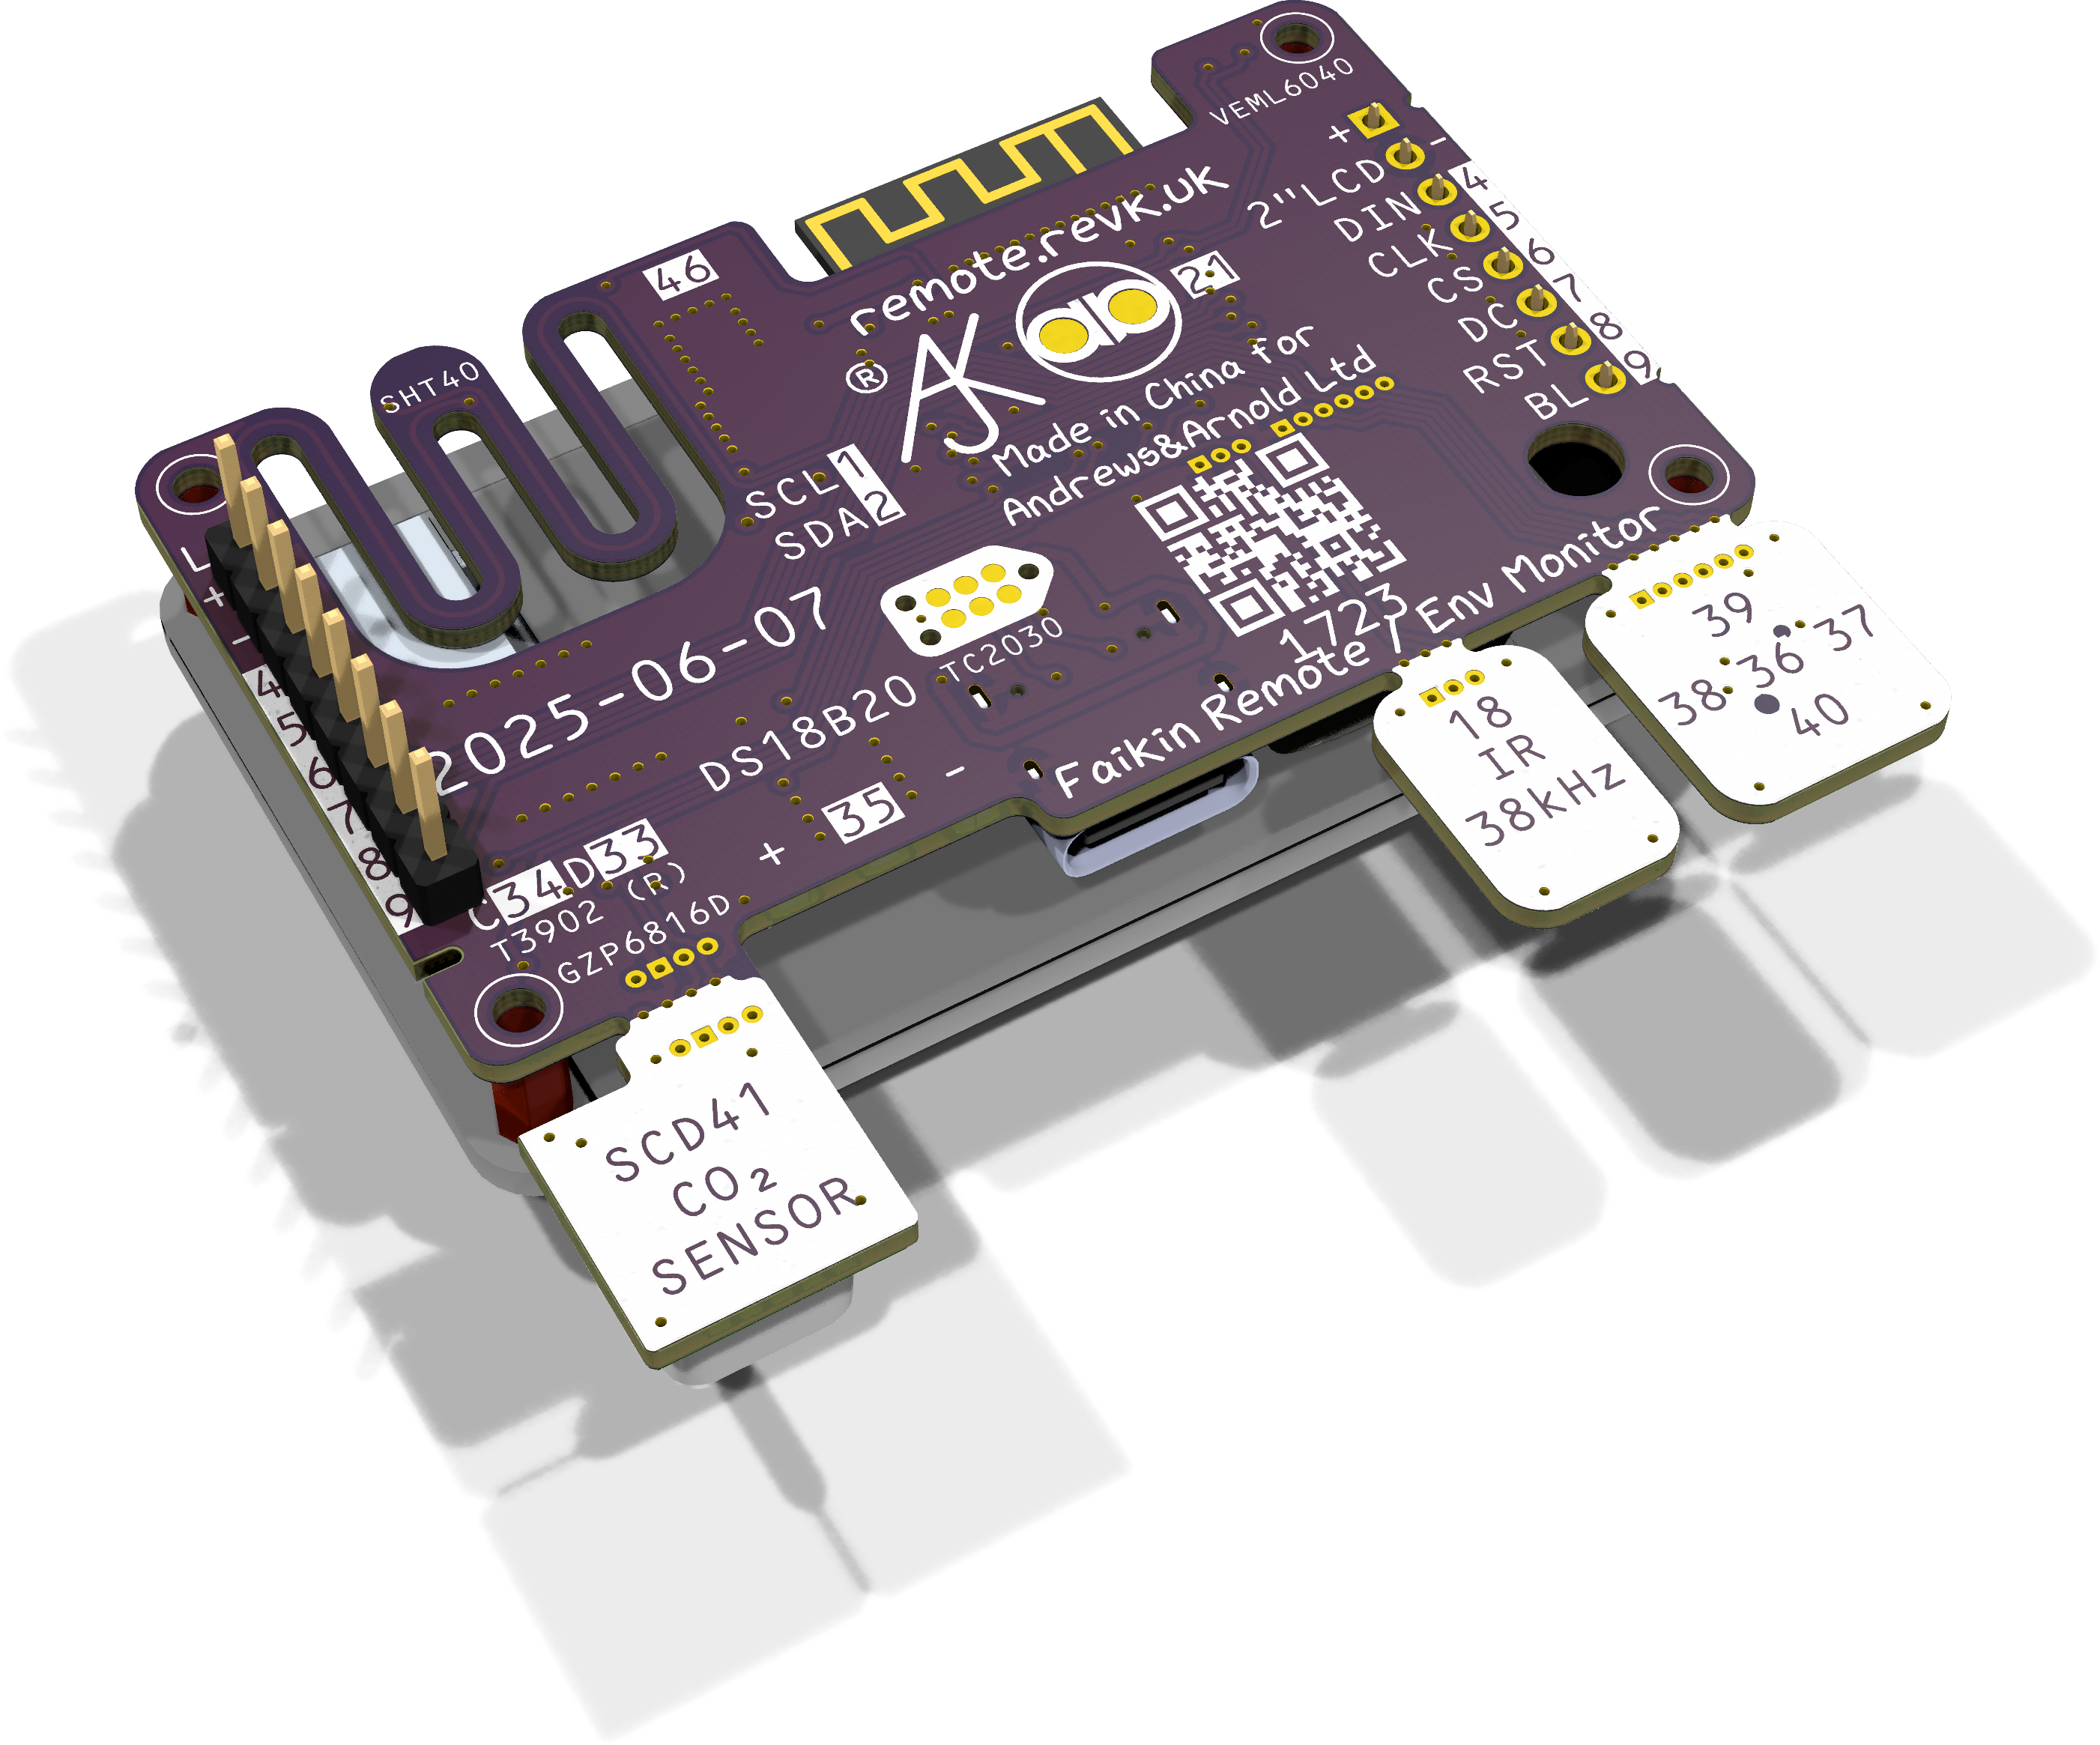 VEML6040
+
-
2"LCD
DIN 4
CLK 5
CS 6
DC 7
RST 8
BL 9
46
remote.revk.uk
21
® AJK
Made in China for
Andrews&Arnold Ltd
SHT40
SCL 1
SDA 2
L
+
-
4
5
6
7
8
9
2025-06-07
TC2030
1723
DS18B20
+ 35 -
Faikin Remote / Env Monitor
C34D33
T3902 (R)
GZP6816D
39
38 36 37
40
18
IR
38kHz
SCD41
CO₂
SENSOR